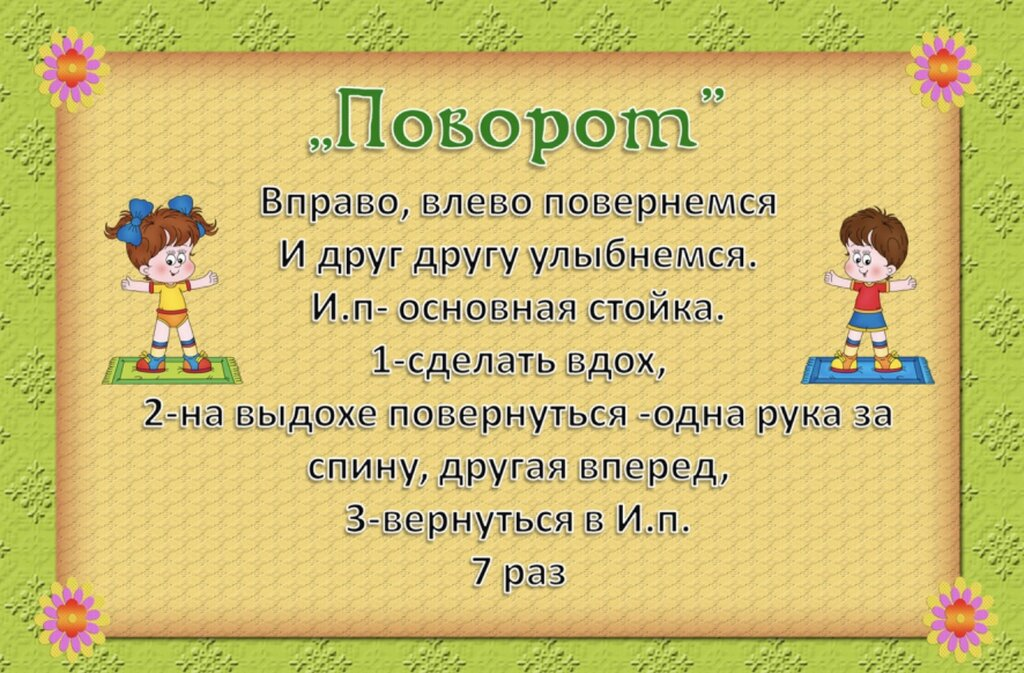 „Поворот”
Вправо, влево повернемся
И друг другу улыбнемся.
И.п- основная стойка.
1-сделать вдох,
2-на выдохе повернуться -одна рука за
спину, другая вперед,
3-вернуться в И.п.
7 раз